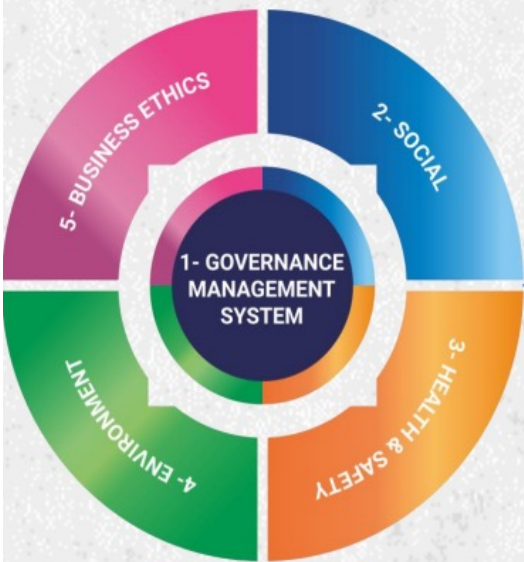 1- GOVERNANCE
MANAGEMENT
SYSTEM
2- SOCIAL
3- HEALTH & SAFETY
4- ENVIRONMENT
5- BUSINESS ETHICS